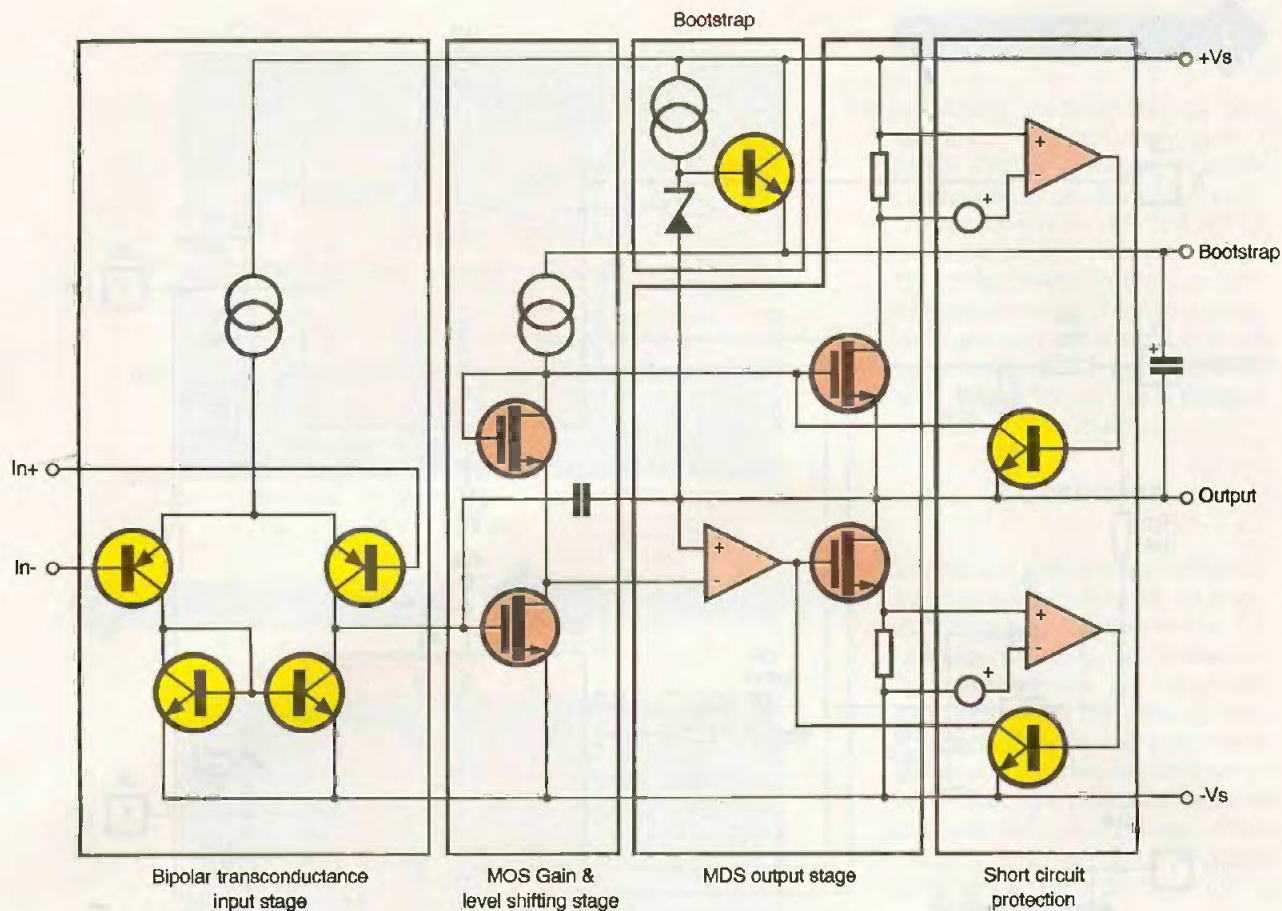 Bootstrap
+Vs
+
-
+
Bootstrap
+
In+
Output
In-
+
-
+
-
+
-Vs
Bipolar transconductance
input stage
MOS Gain &
level shifting stage
MDS output stage
Short circuit
protection